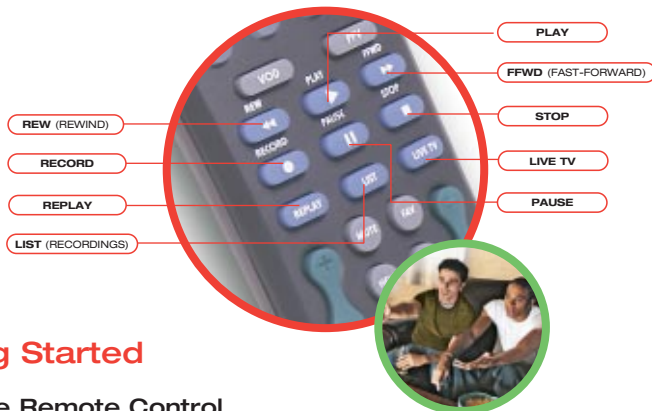 PLAY
FFWD (FAST-FORWARD)
STOP
LIVE TV
PAUSE
REW (REWIND)
RECORD
REPLAY
LIST (RECORDINGS)
VOD
PLAY
FFWD
REW
PAUSE
STOP
RECORD
LIVE TV
LIST
REPLAY
MUTE
FAV
g Started
e Remote Control